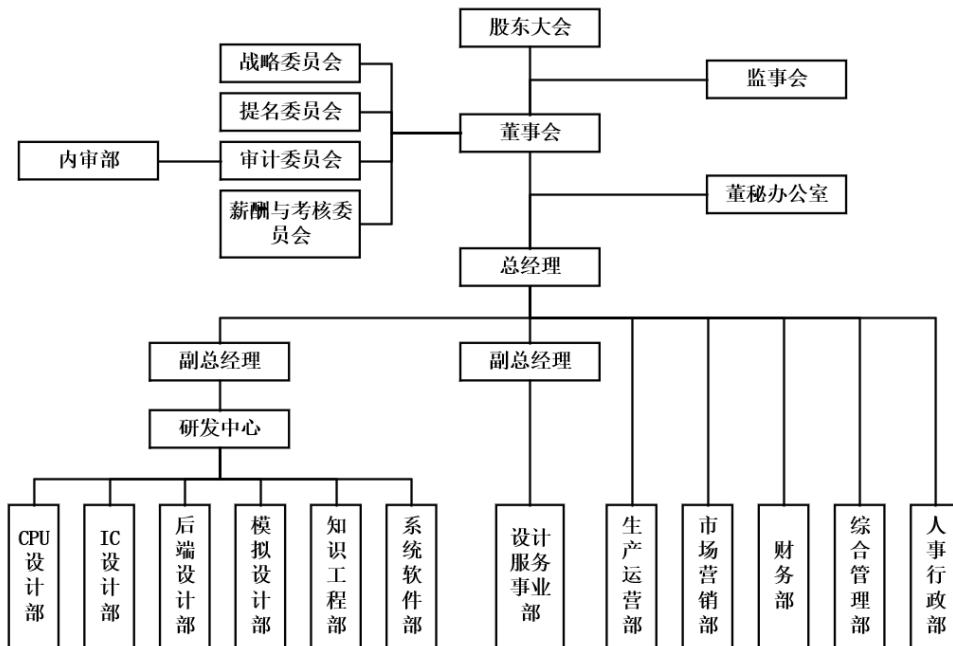 股东大会
战略委员会
监事会
提名委员会
董事会
内审部
审计委员会
董秘办公室
薪酬与考核委
员会
总经理
副总经理
副总经理
研发中心
CPU
设计部
IC
设计部
后端设计部
模拟设计部
知识工程部
系统软件部
设计
服务
事业
部
生产运营部
市场营销部
财务部
综合管理部
人事行政部